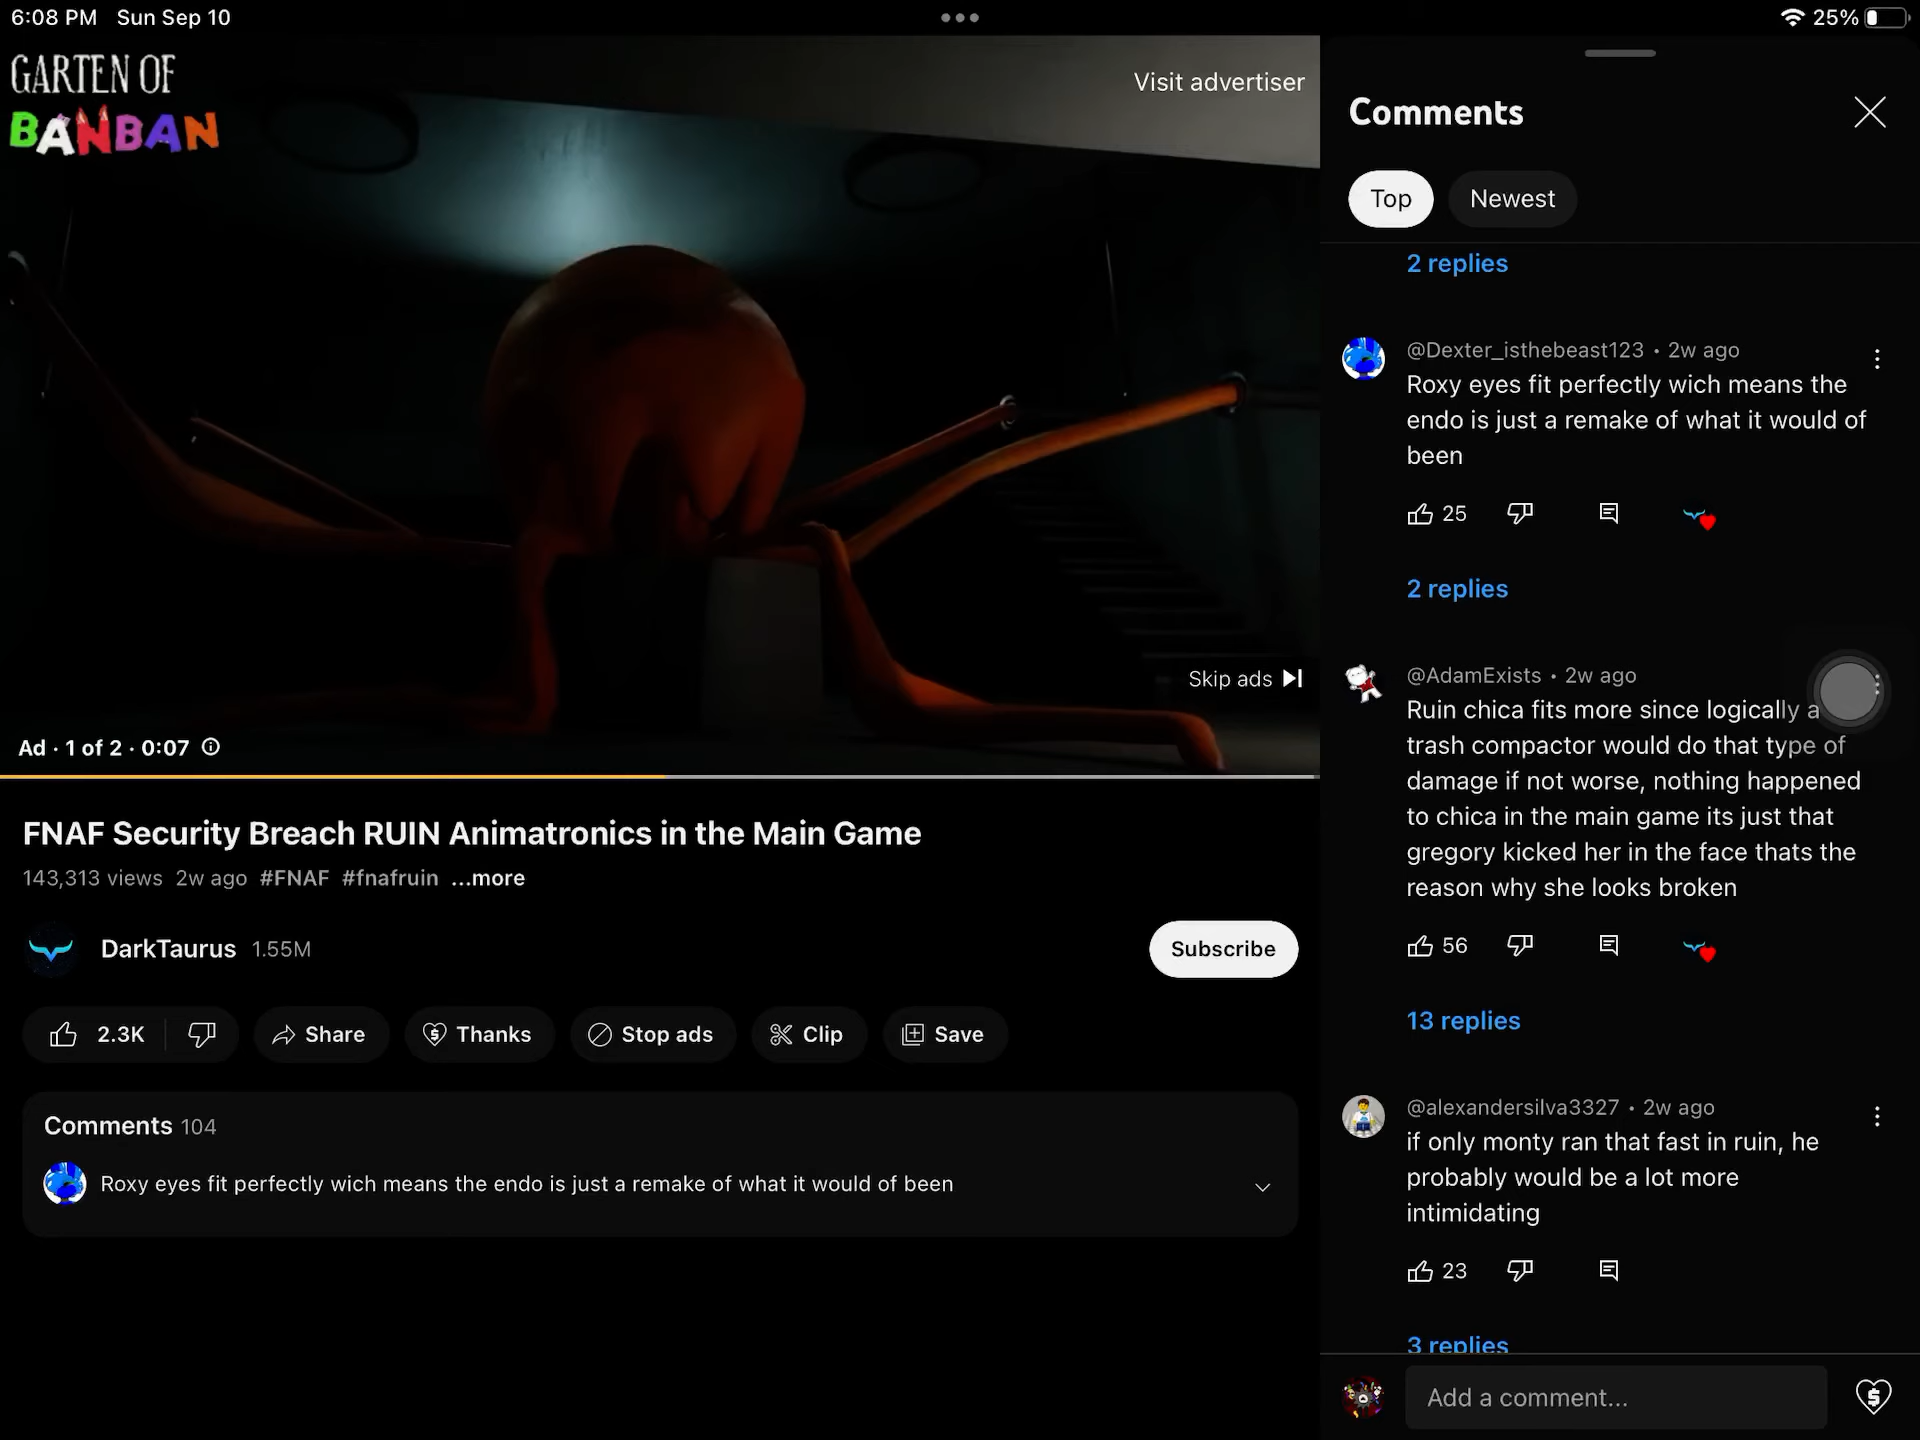 6:08 PM Sun Sep 10
25%
GARTEN OF
BANBAN
Visit advertiser
Skip ads
Ad · 1 of 2 · 0:07
FNAF Security Breach RUIN Animatronics in the Main Game
143,313 views 2w ago #FNAF #fnafruin ...more
DarkTaurus 1.55M
Subscribe
2.3K
Share
Thanks
Stop ads
Clip
Save
Comments 104
Roxy eyes fit perfectly wich means the endo is just a remake of what it would of been
Comments
Top
Newest
2 replies
@Dexter_isthebeast123 · 2w ago
Roxy eyes fit perfectly wich means the
endo is just a remake of what it would of
been
25
2 replies
@AdamExists · 2w ago
Ruin chica fits more since logically a
trash compactor would do that type of
damage if not worse, nothing happened
to chica in the main game its just that
gregory kicked her in the face thats the
reason why she looks broken
56
13 replies
@alexandersilva3327 · 2w ago
if only monty ran that fast in ruin, he
probably would be a lot more
intimidating
23
3 replies
Add a comment...